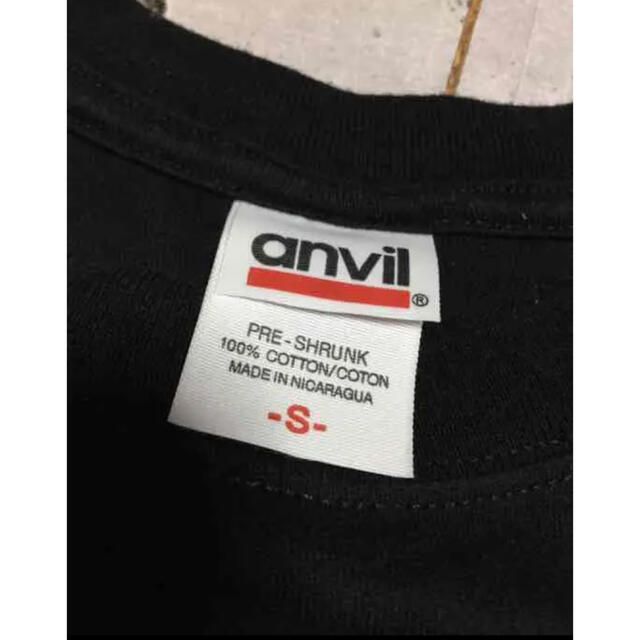 anvil®
PRE-SHRUNK
100% COTTON/COTON
MADE IN NICARAGUA
-S-